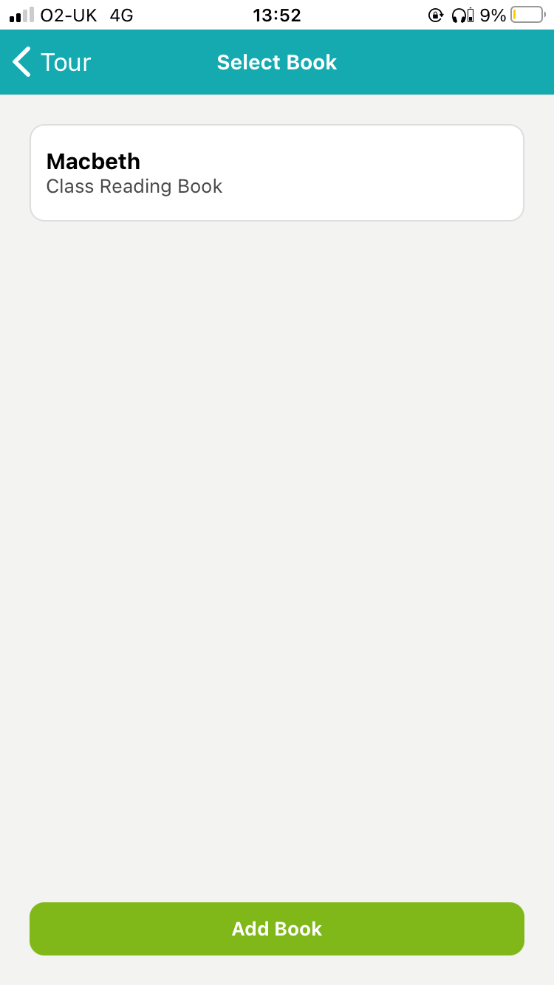 O2-UK 4G 13:52 9%
Tour Select Book
Macbeth
Class Reading Book
Add Book